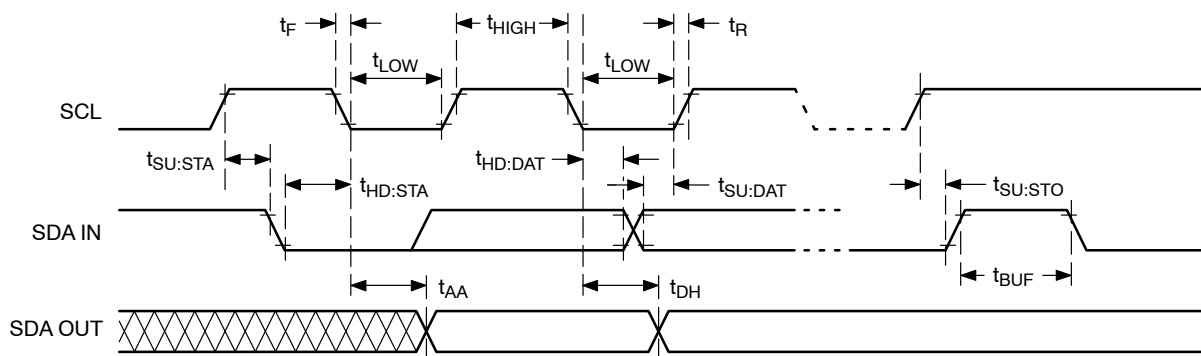 tF
tHIGH
tR
tLOW
tLOW
SCL
tSU:STA
tHD:DAT
tHD:STA
tSU:DAT
tSU:STO
SDA IN
tAA
tDH
tBUF
SDA OUT